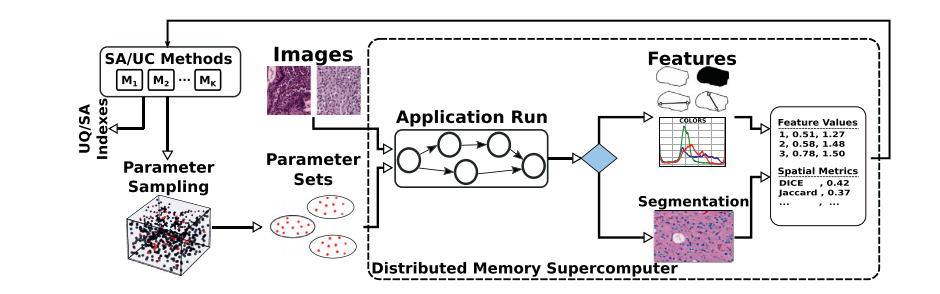 SA/UC Methods
M1 M2 ... MK
UQ/SA
Indexes
Parameter
Sampling
Images
Parameter
Sets
Application Run
Features
COLORS
Segmentation
Feature Values
1, 0.51, 1.27
2, 0.58, 1.48
3, 0.78, 1.50
Spatial Metrics
DICE , 0.42
Jaccard , 0.37
... , ...
Distributed Memory Supercomputer